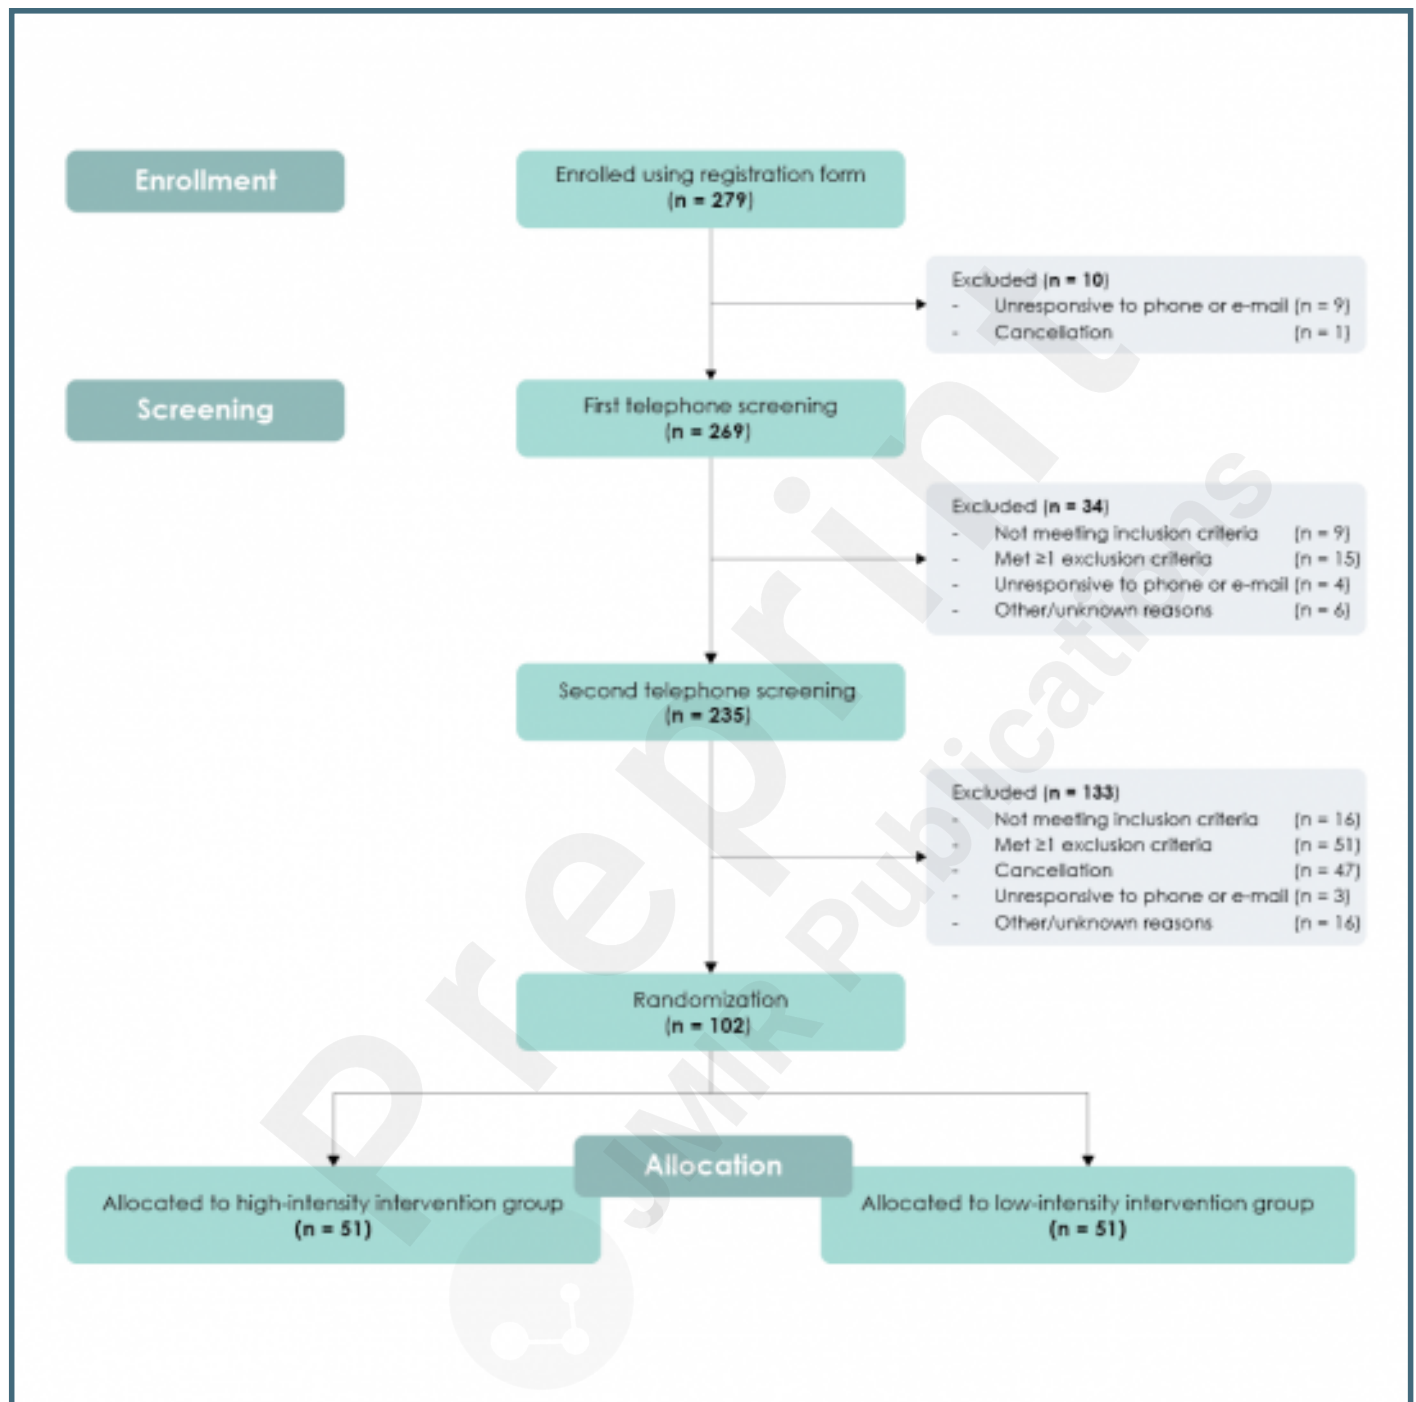 Enrollment
Enrolled using registration form
(n = 279)
Excluded (n = 10)
- Unresponsive to phone or e-mail (n = 9)
- Cancellation (n = 1)
Screening
First telephone screening
(n = 269)
Excluded (n = 34)
- Not meeting inclusion criteria (n = 9)
- Met ≥1 exclusion criteria (n = 15)
- Unresponsive to phone or e-mail (n = 4)
- Other/unknown reasons (n = 6)
Second telephone screening
(n = 235)
Excluded (n = 133)
- Not meeting inclusion criteria (n = 16)
- Met ≥1 exclusion criteria (n = 51)
- Cancellation (n = 47)
- Unresponsive to phone or e-mail (n = 3)
- Other/unknown reasons (n = 16)
Randomization
(n = 102)
Allocation
Allocated to high-intensity intervention group
(n = 51)
Allocated to low-intensity intervention group
(n = 51)
Preprint
JMIR Publications